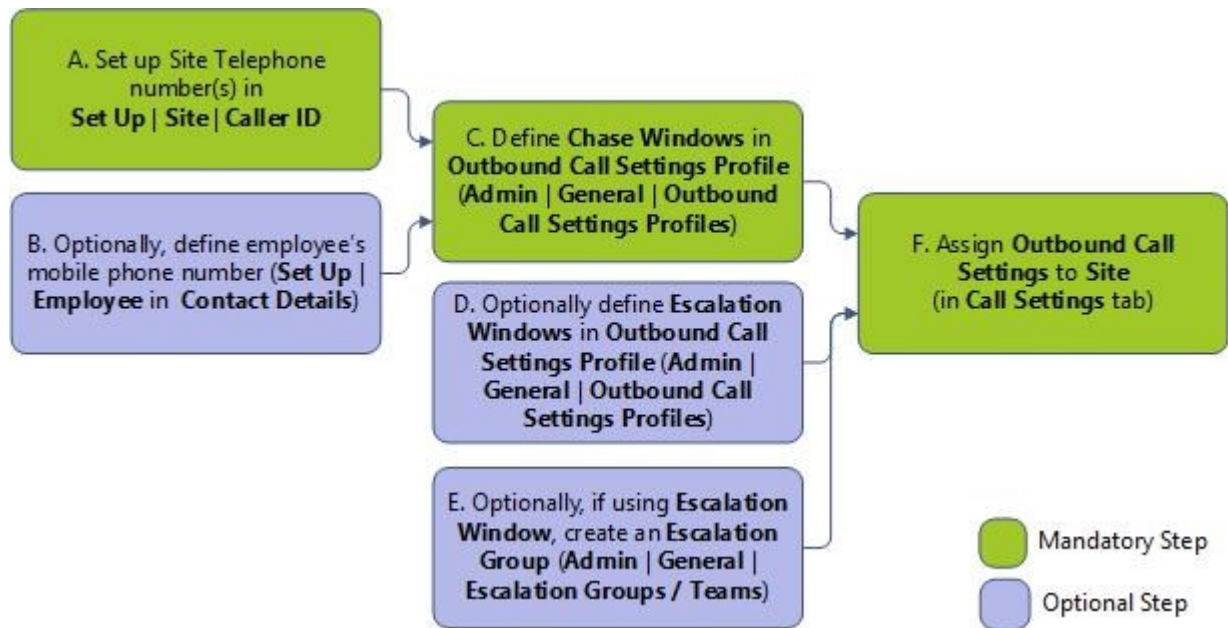 A. Set up Site Telephone
number(s) in
Set Up | Site | Caller ID
B. Optionally, define employee's
mobile phone number (Set Up |
Employee in Contact Details)
C. Define Chase Windows in
Outbound Call Settings Profile
(Admin | General | Outbound
Call Settings Profiles)
D. Optionally define Escalation
Windows in Outbound Call
Settings Profile (Admin |
General | Outbound Call
Settings Profiles)
E. Optionally, if using Escalation
Window, create an Escalation
Group (Admin | General |
Escalation Groups / Teams)
F. Assign Outbound Call
Settings to Site
(in Call Settings tab)
Mandatory Step
Optional Step